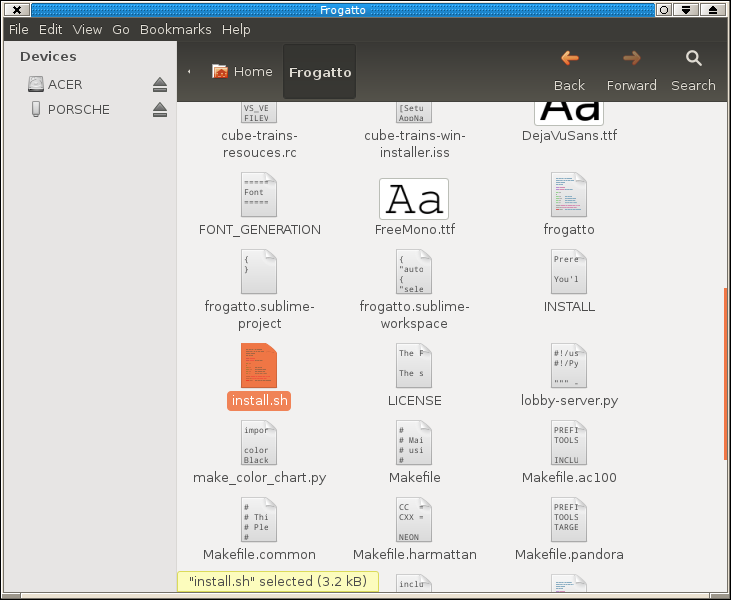 Frogatto
File Edit View Go Bookmarks Help
Devices
ACER
PORSCHE
Home
Frogatto
Back
Forward
Search
VS_VE
FILEV
[Setu
AppNa
Aa
cube-trains-
resouces.rc
cube-trains-win-
installer.iss
DejaVuSans.ttf
=====
Font
=====
Aa
FONT_GENERATION
FreeMono.ttf
frogatto
{
}
{
"auto
{
"sele
Prere
You'l
frogatto.sublime-
project
frogatto.sublime-
workspace
INSTALL
The F
The s
#!/us
#!/Py
""" -
install.sh
LICENSE
lobby-server.py
impor
color
Black
#
# Mai
# usi
#
PREFI
TOOLS
INCLU
make_color_chart.py
Makefile
Makefile.ac100
#
# Thi
# Ple
#
CC =
CXX =
NEON
PREFI
TOOLS
TARGE
Makefile.common
Makefile.harmattan
Makefile.pandora
inclu
"install.sh" selected (3.2 kB)